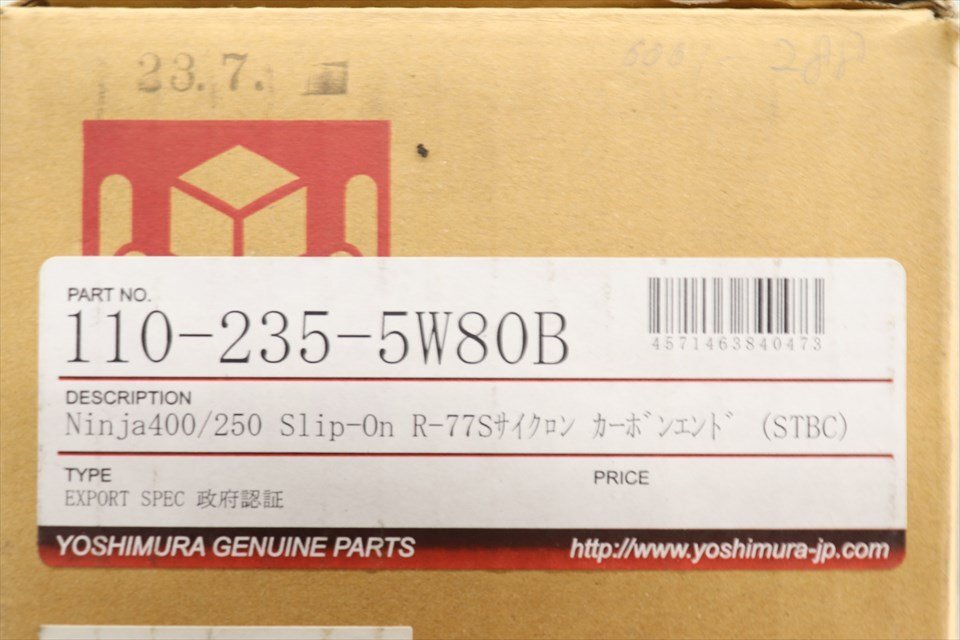 23.7.
PART NO.
110-235-5W80B
4571463840473
DESCRIPTION
Ninja400/250 Slip-On R-77Sｻｲｸﾛﾝ ｶｰﾎﾞﾝｴﾝﾄﾞ (STBC)
TYPE
PRICE
EXPORT SPEC 政府認証
YOSHIMURA GENUINE PARTS
http://www.yoshimura-jp.com